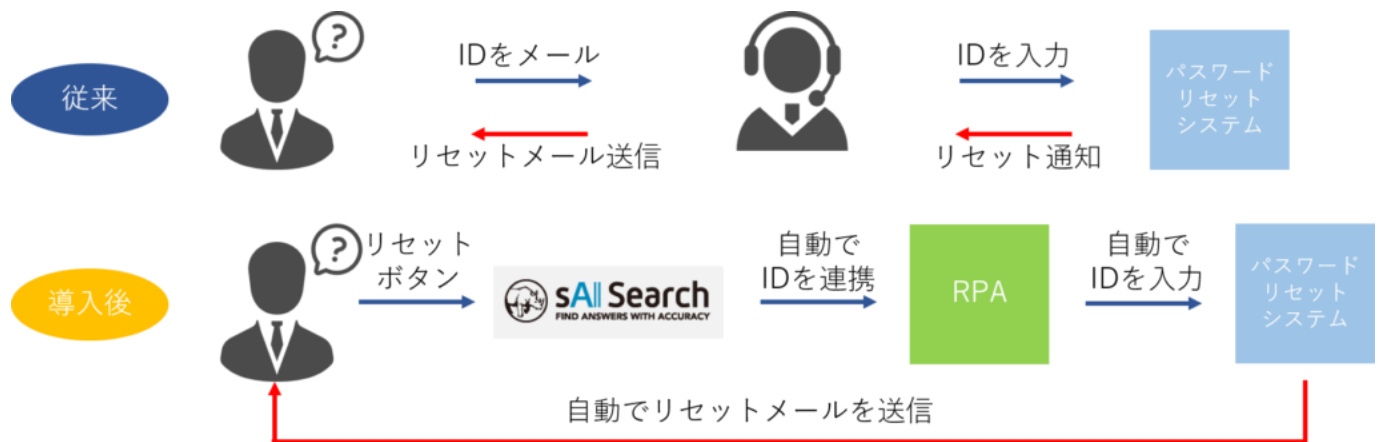 従来
?
IDをメール
リセットメール送信
IDを入力
リセット通知
パスワード
リセット
システム
導入後
?
リセット
ボタン
sAI Search
FIND ANSWERS WITH ACCURACY
自動で
IDを連携
RPA
自動で
IDを入力
パスワード
リセット
システム
自動でリセットメールを送信